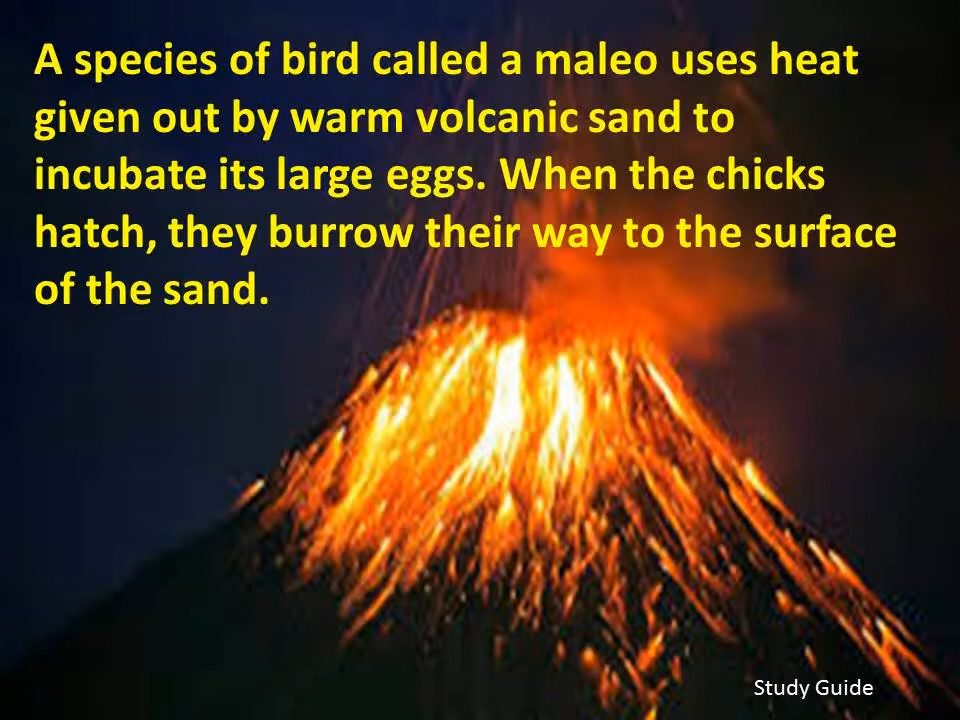 A species of bird called a maleo uses heat
given out by warm volcanic sand to
incubate its large eggs. When the chicks
hatch, they burrow their way to the surface
of the sand.
Study Guide